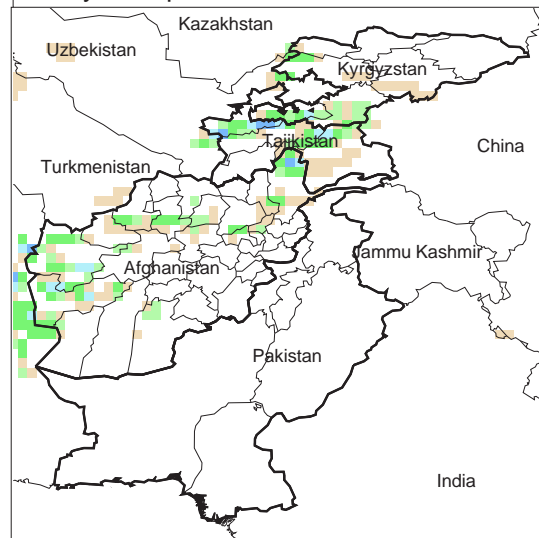 Kazakhstan
Uzbekistan
Kyrgyzstan
Tajikistan
China
Turkmenistan
Jammu Kashmir
Afghanistan
Pakistan
India